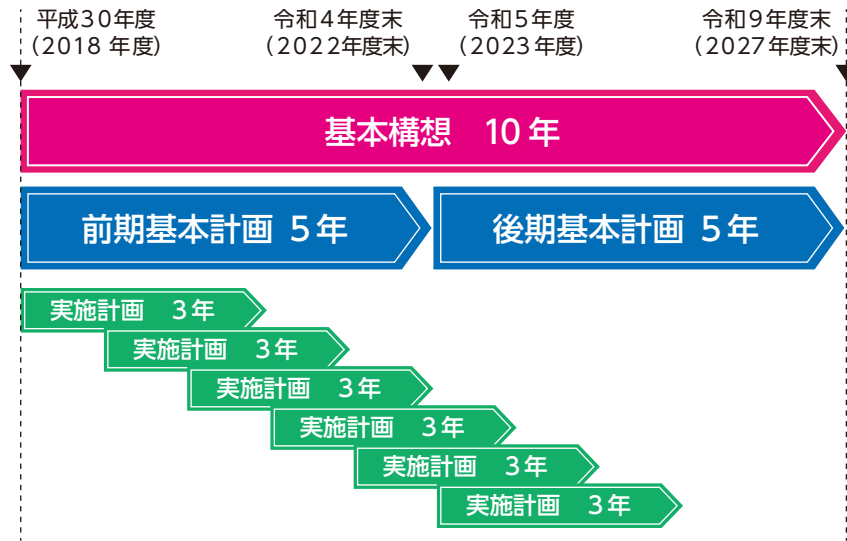 平成30年度
(2018 年度)
令和4年度末
(2022年度末)
令和5年度
(2023年度)
令和9年度末
(2027年度末)
基本構想　10年
前期基本計画 5年
後期基本計画 5年
実施計画　3年
実施計画　3年
実施計画　3年
実施計画　3年
実施計画　3年
実施計画　3年